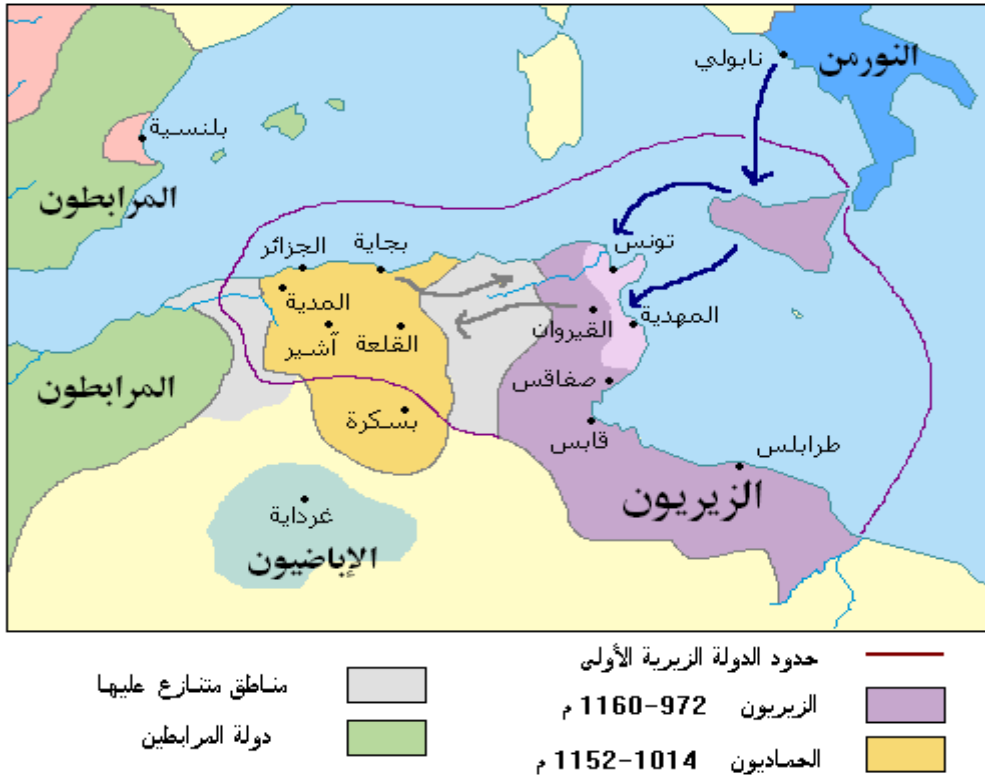 النورمن
نابولي
بلنسية
المرابطون
الجزائر
بجاية
تونس
المدية
المهدية
آشير
القلعة
القيروان
المرابطون
صفاقس
بسكرة
قابس
طرابلس
الزيريون
غرداية
الإباضيون
حدود الدولة الزيرية الأولى
الزيريون 972-1160 م
الحماديون 1014-1152 م
مناطق متنازع عليها
دولة المرابطين